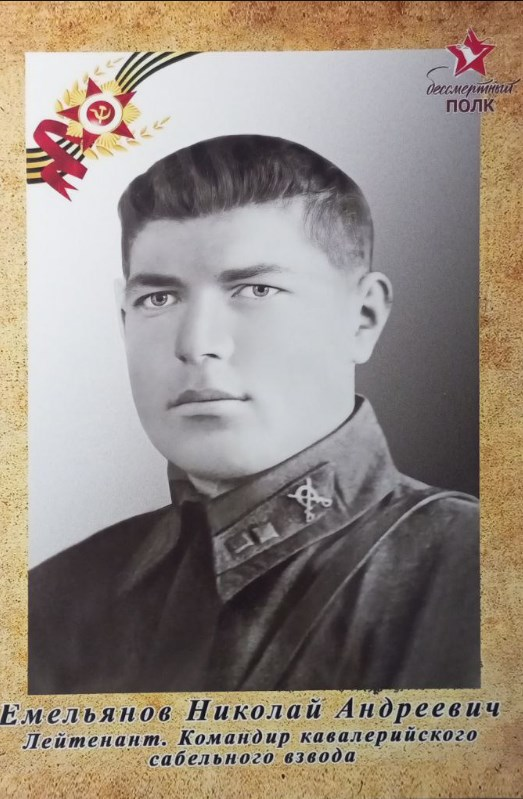 бессмертный
ПОЛК
Емельянов Николай Андреевич
Лейтенант. Командир кавалерийского
сабельного взвода